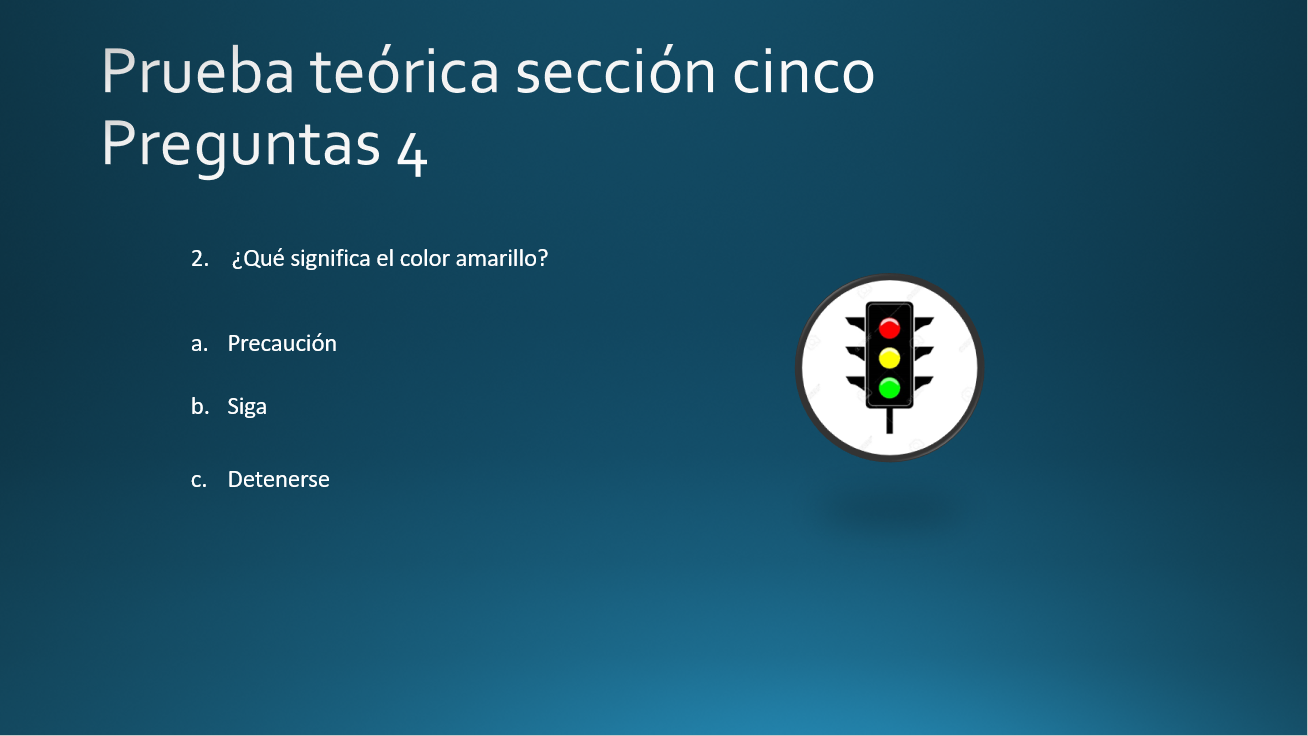 Prueba teórica sección cinco
Preguntas 4
2. ¿Qué significa el color amarillo?
a. Precaución
b. Siga
c. Detenerse